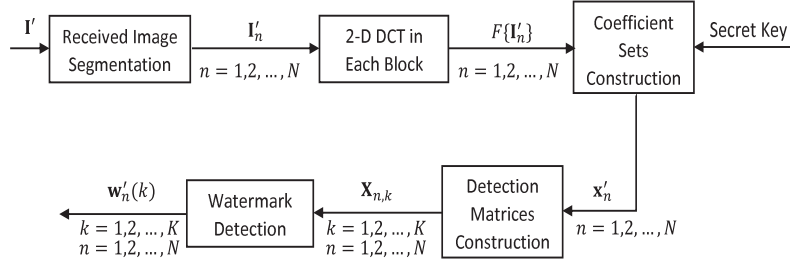 I′
Received Image
Segmentation
I′ₙ
n = 1,2, ..., N
2-D DCT in
Each Block
F{I′ₙ}
n = 1,2, ..., N
Coefficient
Sets
Construction
Secret Key
w′ₙ(k)
k = 1,2, ..., K
n = 1,2, ..., N
Watermark
Detection
Xₙ,ₖ
k = 1,2, ..., K
n = 1,2, ..., N
Detection
Matrices
Construction
x′ₙ
n = 1,2, ..., N